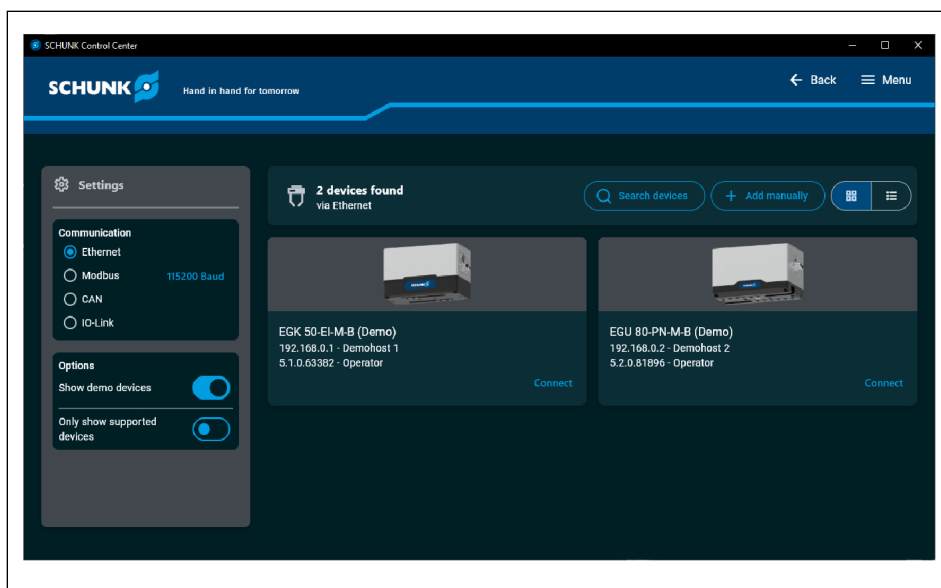 SCHUNK Control Center
SCHUNK
Hand in hand for tomorrow
Back
Menu
Settings
Communication
Ethernet
Modbus 115200 Baud
CAN
IO-Link
Options
Show demo devices
Only show supported
devices
2 devices found
via Ethernet
Search devices
Add manually
EGK 50-EI-M-B (Demo)
192.168.0.1 - Demohost 1
5.1.0.63382 - Operator
Connect
EGU 80-PN-M-B (Demo)
192.168.0.2 - Demohost 2
5.2.0.81896 - Operator
Connect